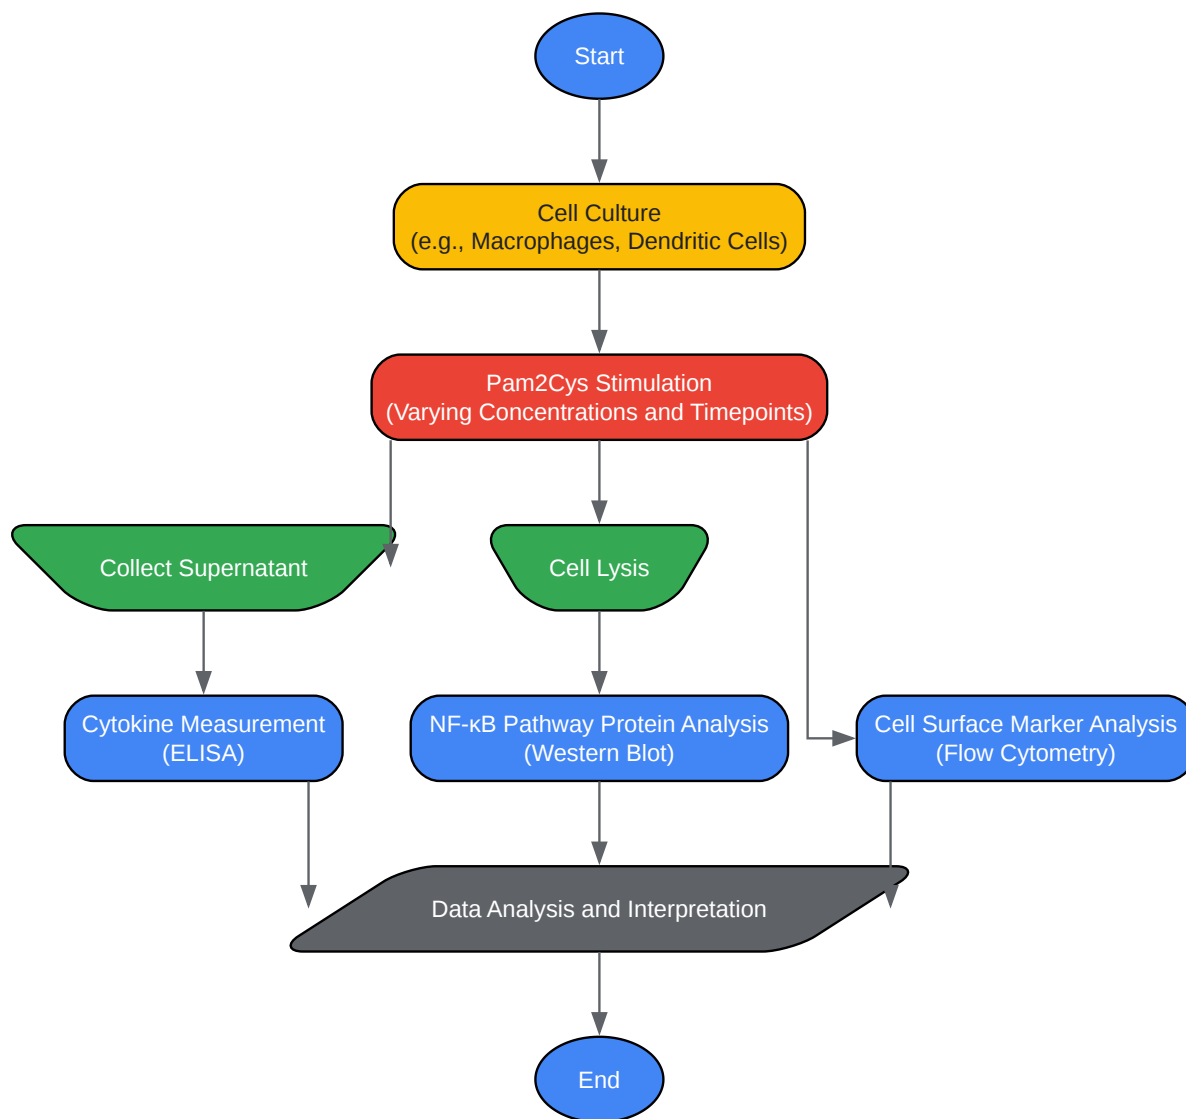 Start
Cell Culture
(e.g., Macrophages, Dendritic Cells)
Pam2Cys Stimulation
(Varying Concentrations and Timepoints)
Collect Supernatant
Cell Lysis
Cytokine Measurement
(ELISA)
NF-κB Pathway Protein Analysis
(Western Blot)
Cell Surface Marker Analysis
(Flow Cytometry)
Data Analysis and Interpretation
End